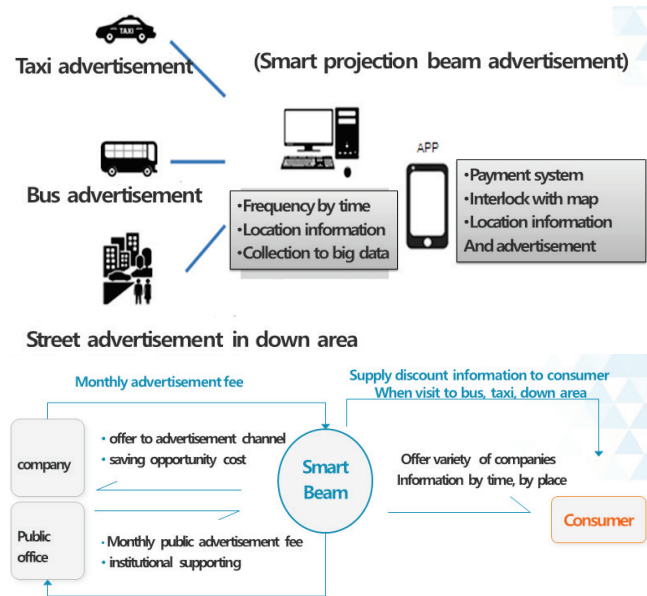 TAXI
Taxi advertisement
(Smart projection beam advertisement)
APP
Bus advertisement
•Frequency by time
•Location information
•Collection to big data
•Payment system
•Interlock with map
•Location information
And advertisement
Street advertisement in down area
Monthly advertisement fee
Supply discount information to consumer
When visit to bus, taxi, down area
company
• offer to advertisement channel
• saving opportunity cost
Smart
Beam
Offer variety of companies
Information by time, by place
Consumer
Public
office
• Monthly public advertisement fee
• institutional supporting